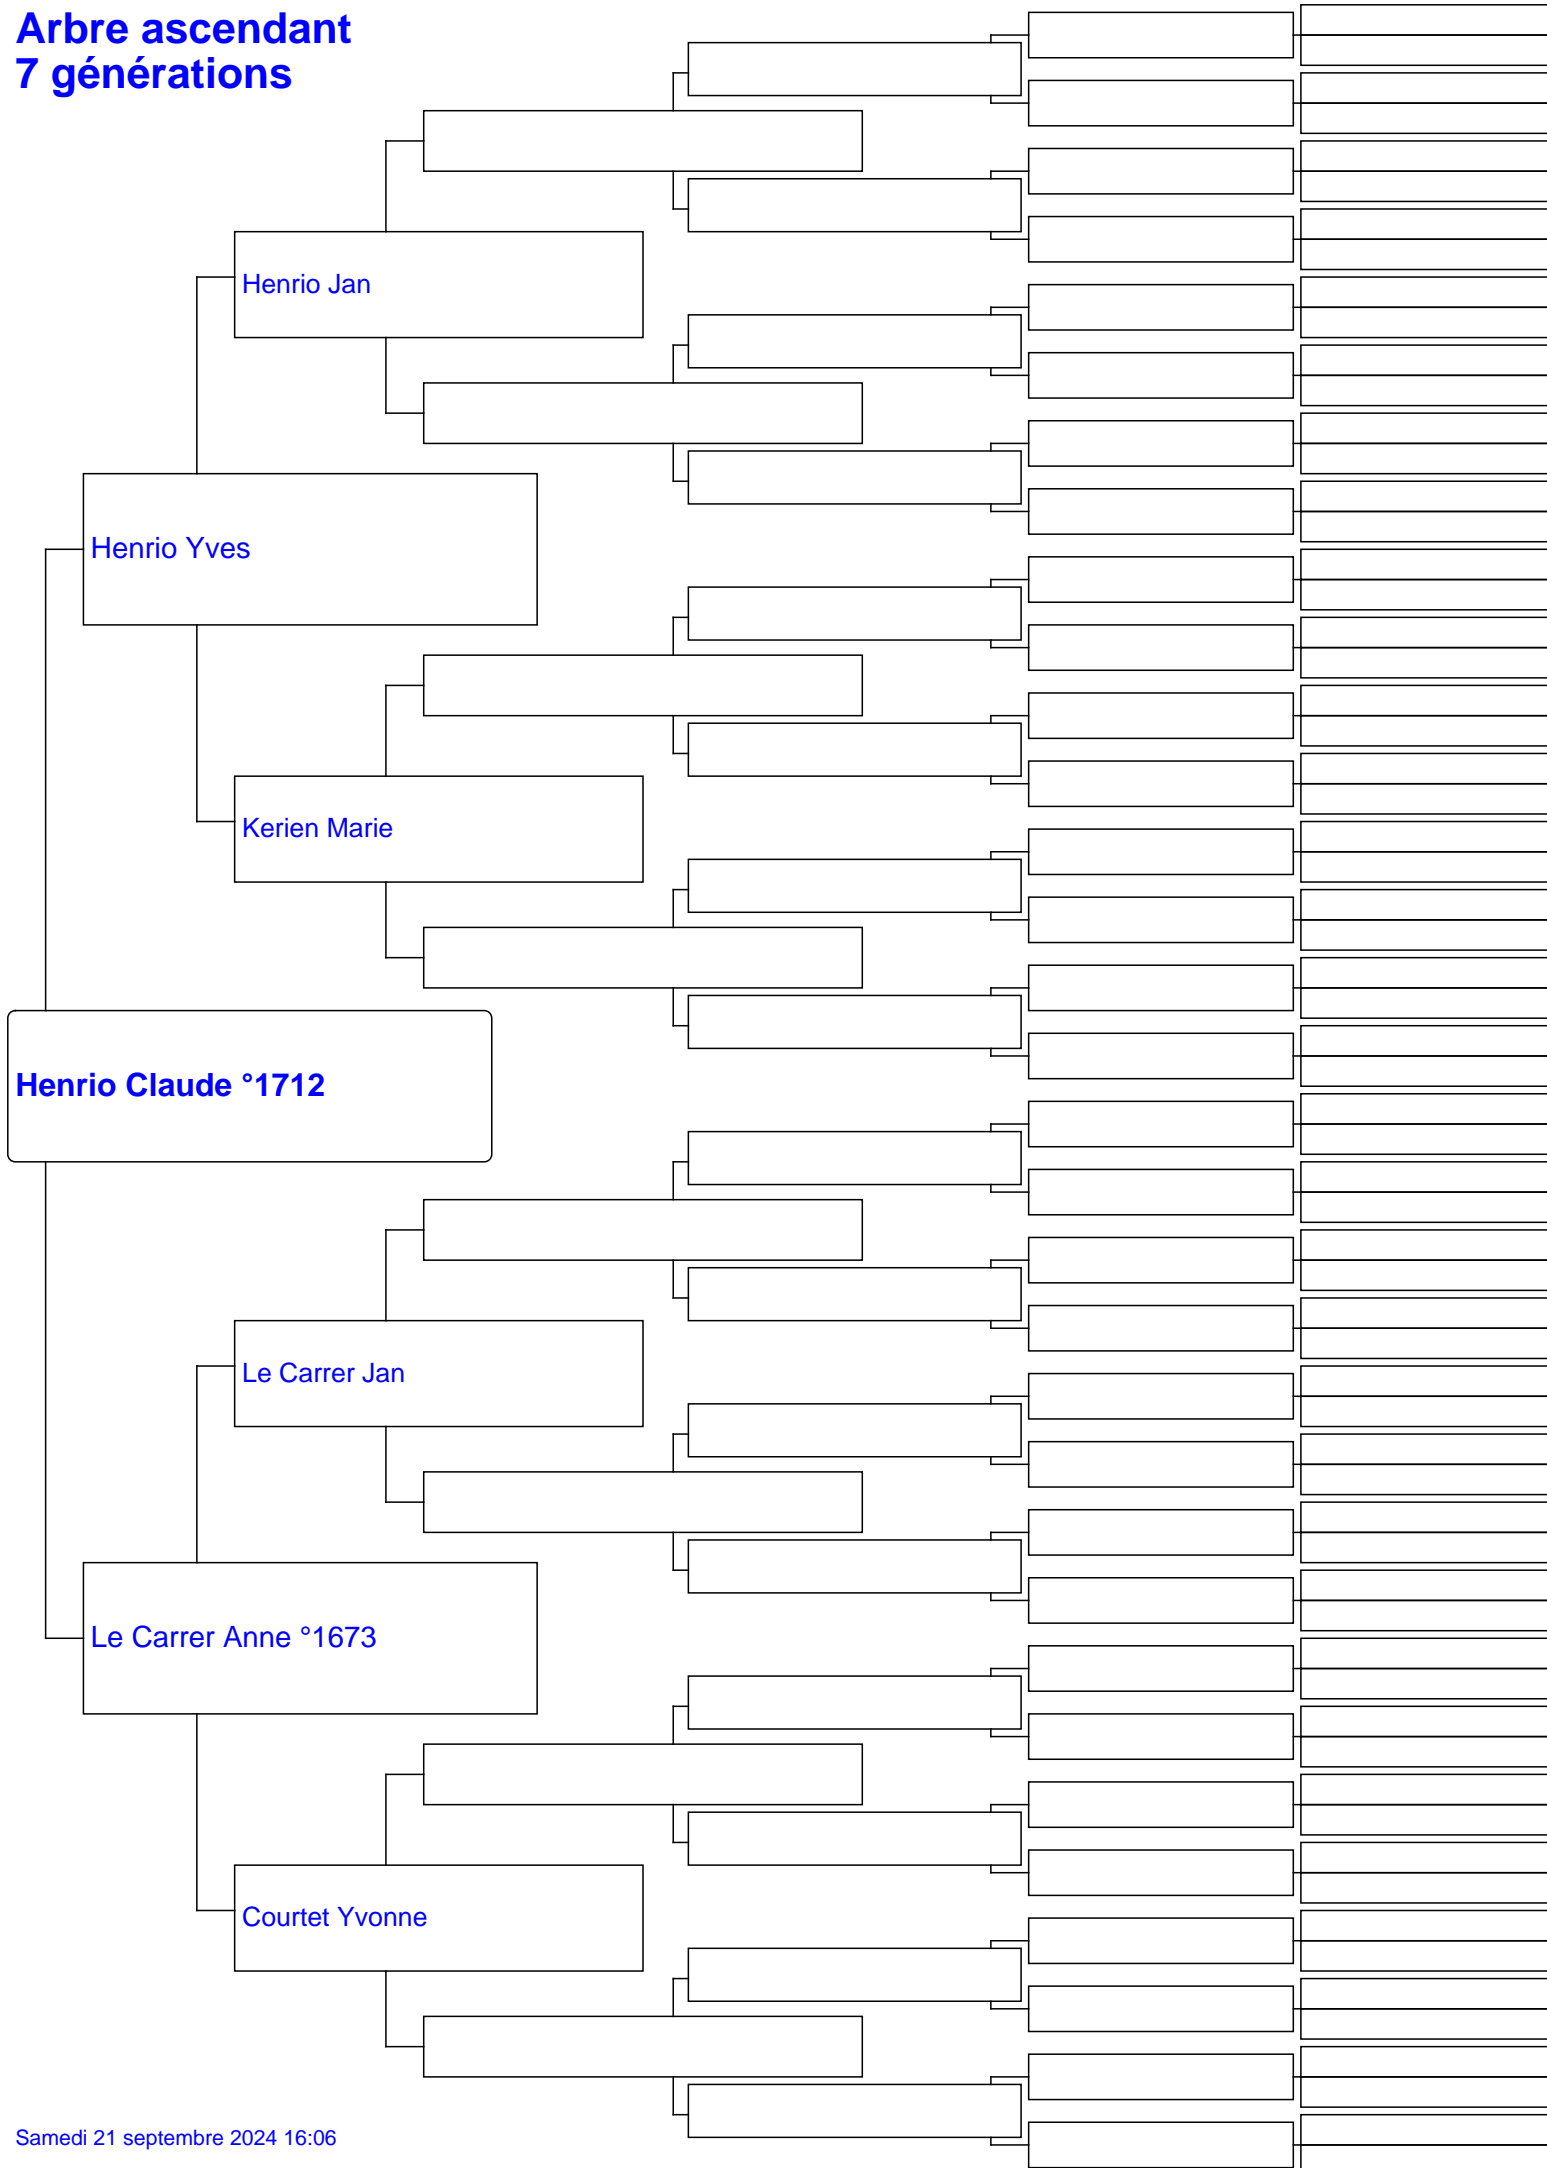 Arbre ascendant
7 générations
Henrio Jan
Henrio Yves
Kerien Marie
Henrio Claude °1712
Le Carrer Jan
Le Carrer Anne °1673
Courtet Yvonne
Samedi 21 septembre 2024 16:06